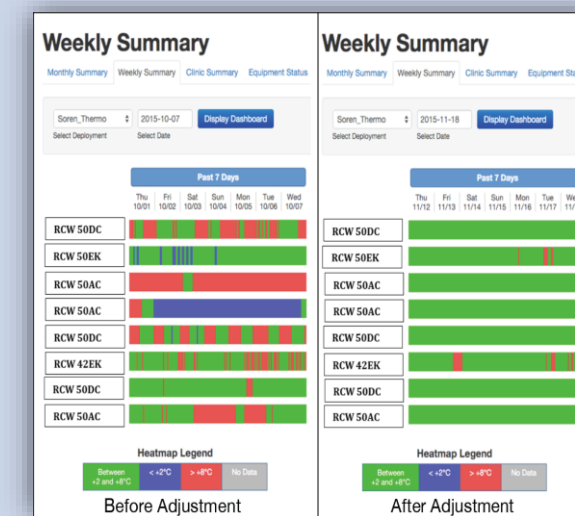 Weekly Summary
Monthly Summary Weekly Summary Clinic Summary Equipment Status
Soren_Thermo 2015-10-07 Display Dashboard
Select Deployment Select Date
Past 7 Days
Thu Fri Sat Sun Mon Tue Wed
10/01 10/02 10/03 10/04 10/05 10/06 10/07
RCW 50DC
RCW 50EK
RCW 50AC
RCW 50AC
RCW 50DC
RCW 42EK
RCW 50DC
RCW 50AC
Heatmap Legend
Between < +2°C > +8°C No Data
+2 and +8°C
Before Adjustment
Weekly Summary
Monthly Summary Weekly Summary Clinic Summary Equipment Sta
Soren_Thermo 2015-11-18 Display Dashboard
Select Deployment Select Date
Past 7 Days
Thu Fri Sat Sun Mon Tue We
11/12 11/13 11/14 11/15 11/16 11/17 11/
RCW 50DC
RCW 50EK
RCW 50AC
RCW 50AC
RCW 50DC
RCW 42EK
RCW 50DC
RCW 50AC
Heatmap Legend
Between < +2°C > +8°C No Data
+2 and +8°C
After Adjustment